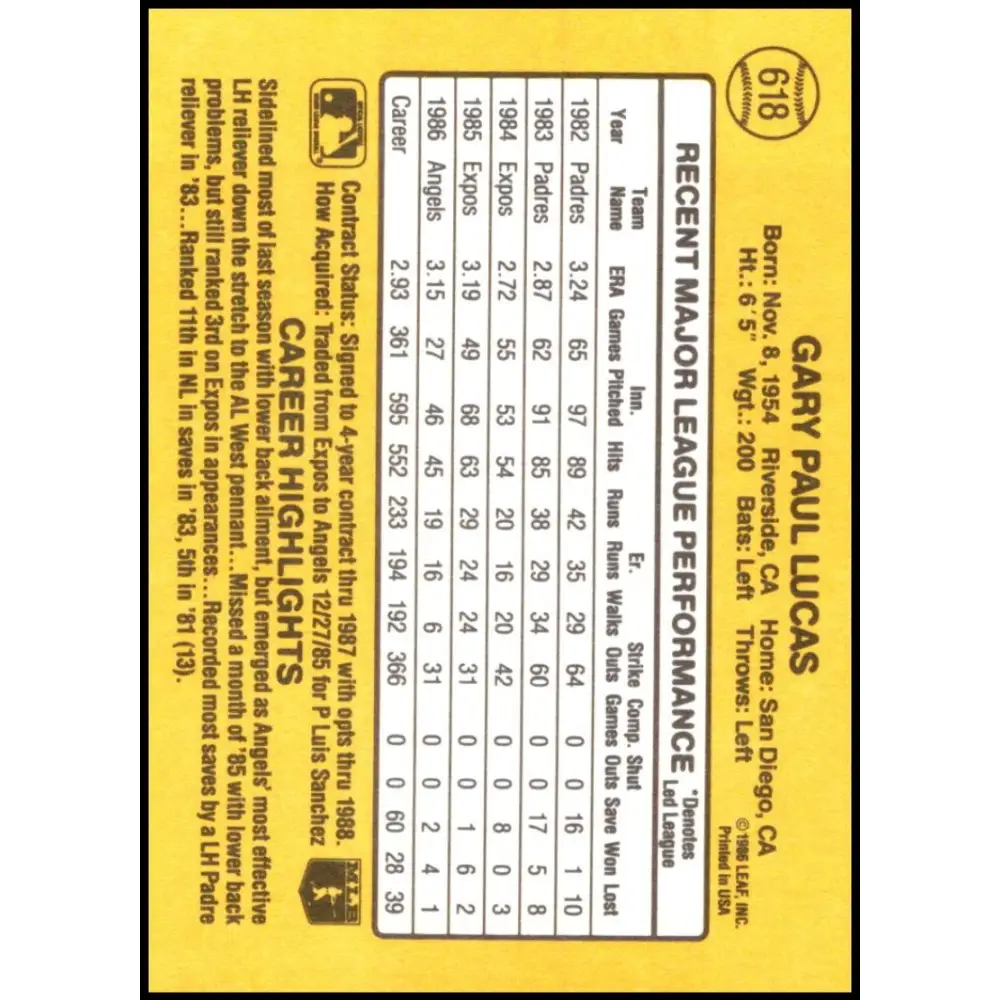 618
GARY PAUL LUCAS
Born: Nov. 8, 1954 Riverside, CA Home: San Diego, CA
Ht.: 6'5" Wgt.: 200 Bats: Left Throws: Left
© 1986 LEAF, INC.
Printed in USA
RECENT MAJOR LEAGUE PERFORMANCE *Denotes Led League
Year Team Name ERA Games Inn. Pitched Hits Runs Er. Runs Walks Strike Outs Comp. Games Shut Outs Save Won Lost
1982 Padres 3.24 65 97 89 42 35 29 64 0 0 16 1 10
1983 Padres 2.87 62 91 85 38 29 34 60 0 0 17 5 8
1984 Expos 2.72 55 53 54 20 16 20 42 0 0 8 0 3
1985 Expos 3.19 49 68 63 29 24 24 31 0 0 1 6 2
1986 Angels 3.15 27 46 45 19 16 6 31 0 0 2 4 1
Career 2.93 361 595 552 233 194 192 366 0 0 60 28 39
Contract Status: Signed to 4-year contract thru 1987 with opts thru 1988.
How Acquired: Traded from Expos to Angels 12/27/85 for P Luis Sanchez
MLB
CAREER HIGHLIGHTS
Sidelined most of last season with lower back ailment, but emerged as Angels' most effective
LH reliever down the stretch to the AL West pennant...Missed a month of '85 with lower back
problems, but still ranked 3rd on Expos in appearances...Recorded most saves by a LH Padre
reliever in '83...Ranked 11th in NL in saves in '83, 5th in '81 (13).